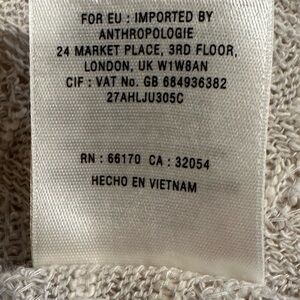 FOR EU : IMPORTED BY
ANTHROPOLOGIE
24 MARKET PLACE, 3RD FLOOR,
LONDON, UK W1W8AN
CIF : VAT No. GB 684936382
27AHLJU305C
RN : 66170 CA : 32054
HECHO EN VIETNAM